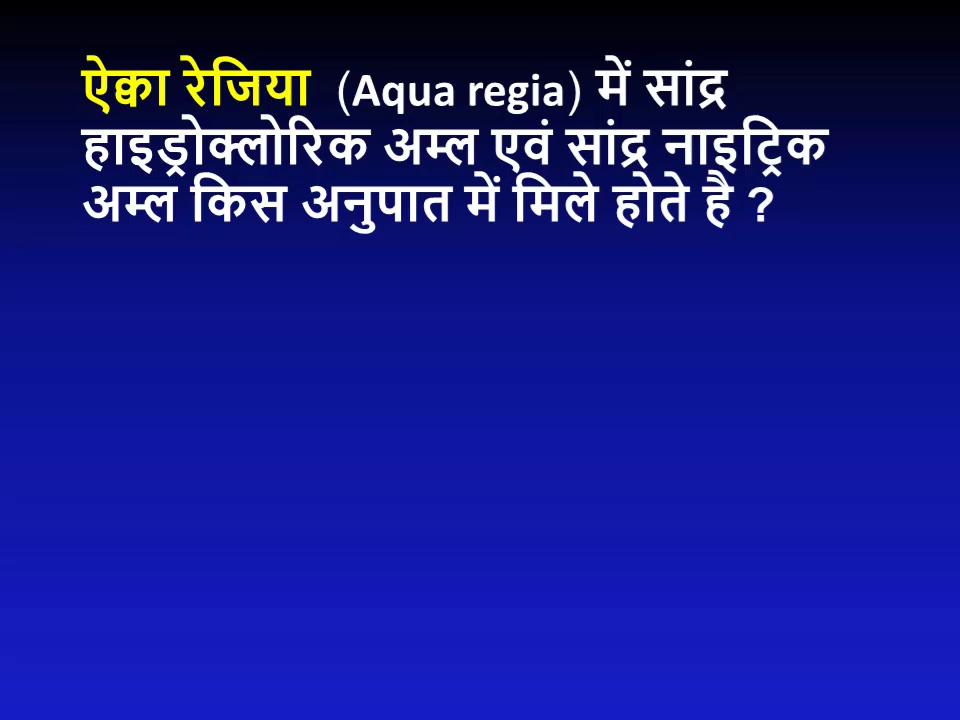 ऐक्वा रेजिया (Aqua regia) में सांद्र
हाइड्रोक्लोरिक अम्ल एवं सांद्र नाइट्रिक
अम्ल किस अनुपात में मिले होते है ?